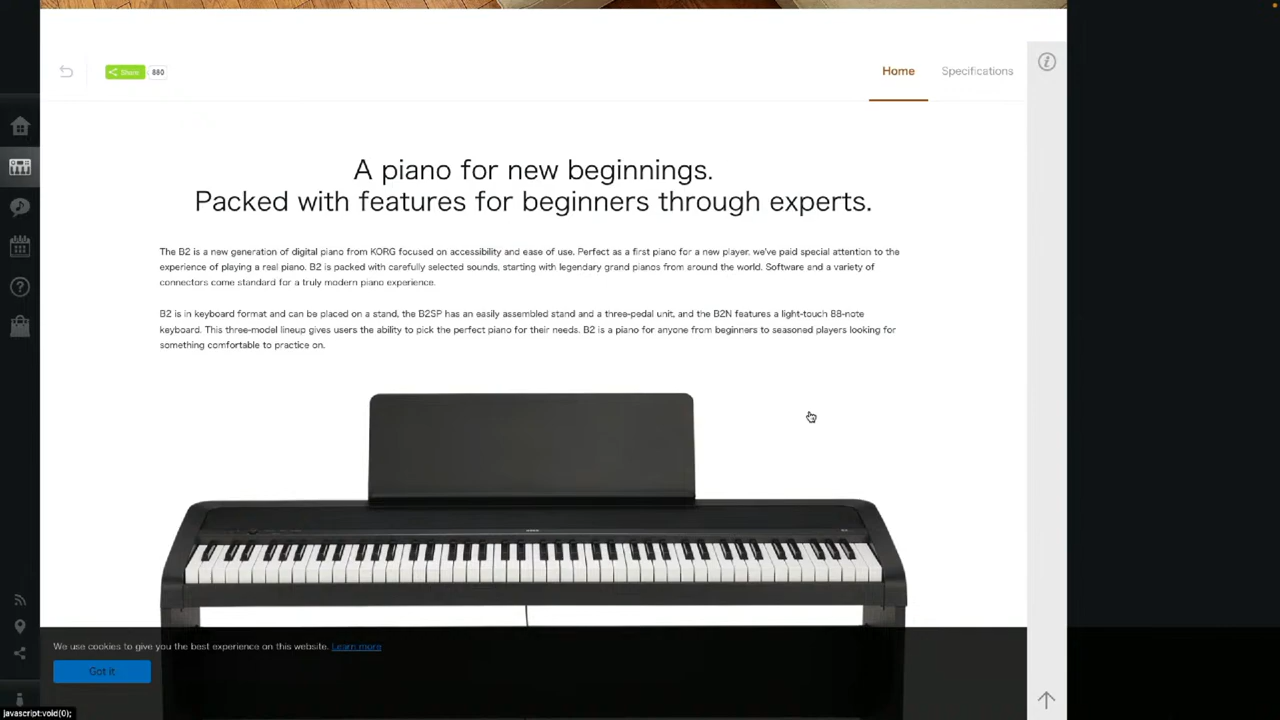 Share
880
Home
Specifications
A piano for new beginnings.
Packed with features for beginners through experts.
The B2 is a new generation of digital piano from KORG focused on accessibility and ease of use. Perfect as a first piano for a new player, we've paid special attention to the
experience of playing a real piano. B2 is packed with carefully selected sounds, starting with legendary grand pianos from around the world. Software and a variety of
connectors come standard for a truly modern piano experience.
B2 is in keyboard format and can be placed on a stand, the B2SP has an easily assembled stand and a three-pedal unit, and the B2N features a light-touch 88-note
keyboard. This three-model lineup gives users the ability to pick the perfect piano for their needs. B2 is a piano for anyone from beginners to seasoned players looking for
something comfortable to practice on.
KORG
We use cookies to give you the best experience on this website. Learn more
Got it
javascript:void(0);